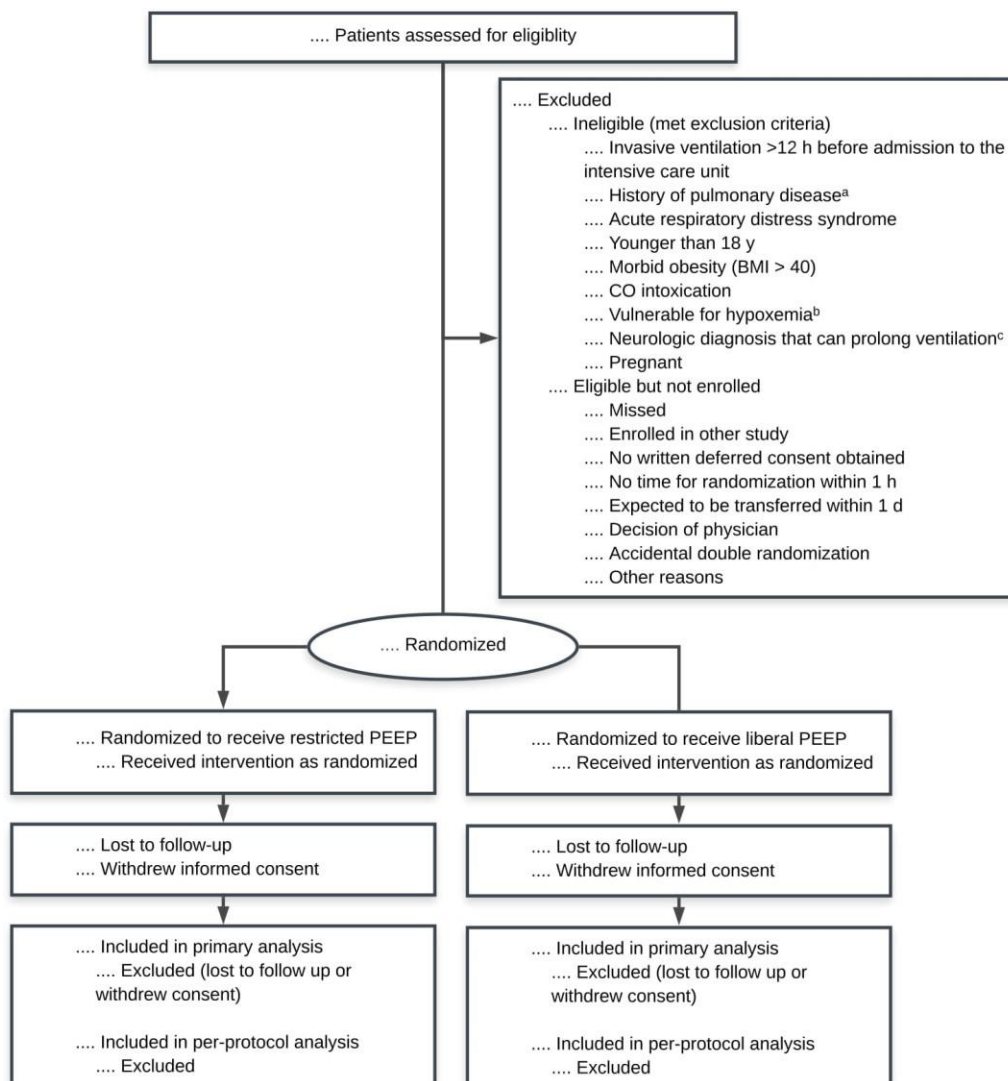 .... Patients assessed for eligiblity
.... Excluded
.... Ineligible (met exclusion criteria)
.... Invasive ventilation >12 h before admission to the
intensive care unit
.... History of pulmonary diseaseᵃ
.... Acute respiratory distress syndrome
.... Younger than 18 y
.... Morbid obesity (BMI > 40)
.... CO intoxication
.... Vulnerable for hypoxemiaᵇ
.... Neurologic diagnosis that can prolong ventilationᶜ
.... Pregnant
.... Eligible but not enrolled
.... Missed
.... Enrolled in other study
.... No written deferred consent obtained
.... No time for randomization within 1 h
.... Expected to be transferred within 1 d
.... Decision of physician
.... Accidental double randomization
.... Other reasons
.... Randomized
.... Randomized to receive restricted PEEP
.... Received intervention as randomized
.... Lost to follow-up
.... Withdrew informed consent
.... Included in primary analysis
.... Excluded (lost to follow up or
withdrew consent)
.... Included in per-protocol analysis
.... Excluded
.... Randomized to receive liberal PEEP
.... Received intervention as randomized
.... Lost to follow-up
.... Withdrew informed consent
.... Included in primary analysis
.... Excluded (lost to follow up or
withdrew consent)
.... Included in per-protocol analysis
.... Excluded